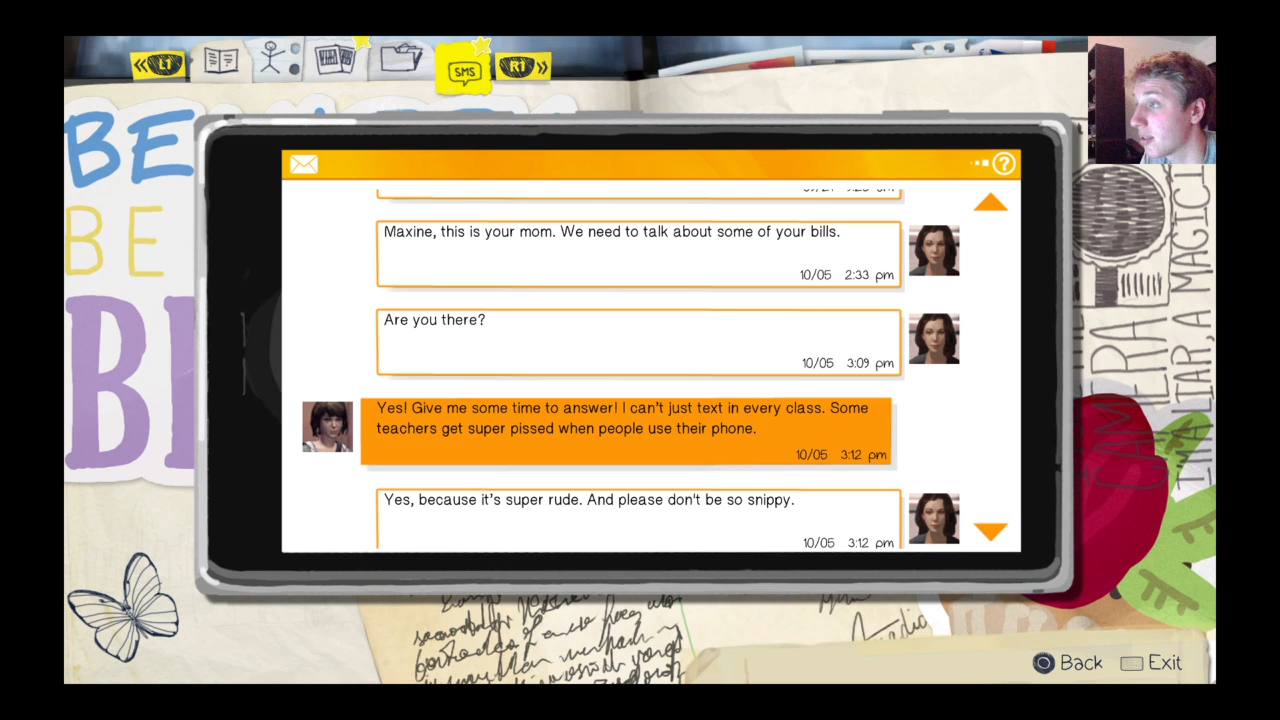 L1
SMS
R1
BE
BE
Maxine, this is your mom. We need to talk about some of your bills.
10/05 2:33 pm
Are you there?
10/05 3:09 pm
Yes! Give me some time to answer! I can't just text in every class. Some
teachers get super pissed when people use their phone.
10/05 3:12 pm
Yes, because it's super rude. And please don't be so snippy.
10/05 3:12 pm
CAMERA
A MAGICI
Back
Exit